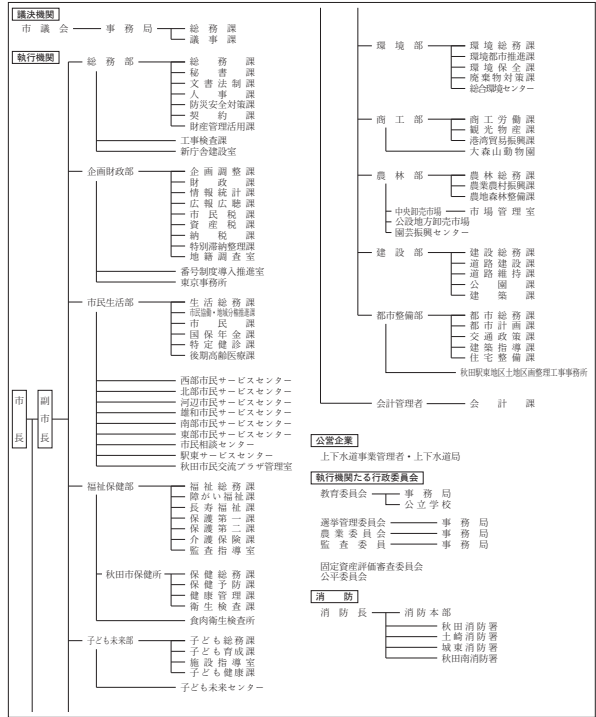 議決機関
市議会 事務局 総務課
議事課
執行機関
市長
副市長
総務部 総務課
秘書課
文書法制課
人事課
防災安全対策課
契約課
財産管理活用課
工事検査課
新庁舎建設室
企画財政部 企画調整課
財政課
情報統計課
広報広聴課
市民税課
資産税課
納税課
特別滞納整理課
地籍調査室
番号制度導入推進室
東京事務所
市民生活部 生活総務課
市民協働・地域分権推進課
市民課
国保年金課
特定健診課
後期高齢医療課
西部市民サービスセンター
北部市民サービスセンター
河辺市民サービスセンター
雄和市民サービスセンター
南部市民サービスセンター
東部市民サービスセンター
市民相談センター
駅東サービスセンター
秋田市民交流プラザ管理室
福祉保健部 福祉総務課
障がい福祉課
長寿福祉課
保護第一課
保護第二課
介護保険課
監査指導室
秋田市保健所 保健総務課
保健予防課
健康管理課
衛生検査課
食肉衛生検査所
子ども未来部 子ども総務課
子ども育成課
施設指導室
子ども健康課
子ども未来センター
環境部 環境総務課
環境都市推進課
環境保全課
廃棄物対策課
総合環境センター
商工部 商工労働課
観光物産課
港湾貿易振興課
大森山動物園
農林部 農林総務課
農業農村振興課
農地森林整備課
中央卸売市場 市場管理室
公設地方卸売市場
園芸振興センター
建設部 建設総務課
道路建設課
道路維持課
公園課
建築課
都市整備部 都市総務課
都市計画課
交通政策課
建築指導課
住宅整備課
秋田駅東地区土地区画整理工事事務所
会計管理者 会計課
公営企業
上下水道事業管理者・上下水道局
執行機関たる行政委員会
教育委員会 事務局
公立学校
選挙管理委員会 事務局
農業委員会 事務局
監査委員 事務局
固定資産評価審査委員会
公平委員会
消防
消防長 消防本部
秋田消防署
土崎消防署
城東消防署
秋田南消防署